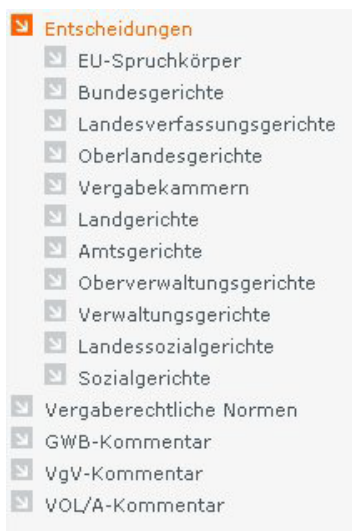 Entscheidungen
EU-Spruchkörper
Bundesgerichte
Landesverfassungsgerichte
Oberlandesgerichte
Vergabekammern
Landgerichte
Amtsgerichte
Oberverwaltungsgerichte
Verwaltungsgerichte
Landessozialgerichte
Sozialgerichte
Vergaberechtliche Normen
GWB-Kommentar
VgV-Kommentar
VOL/A-Kommentar